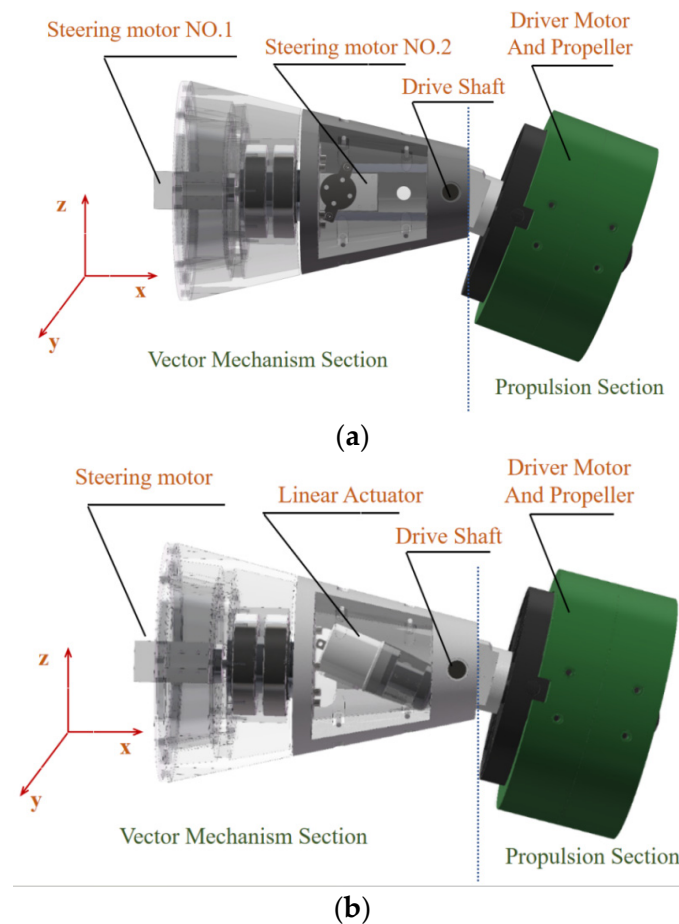 Driver Motor
And Propeller
Steering motor NO.1
Steering motor NO.2
Drive Shaft
z
x
y
Vector Mechanism Section
Propulsion Section
(a)
Driver Motor
And Propeller
Steering motor
Linear Actuator
Drive Shaft
z
x
y
Vector Mechanism Section
Propulsion Section
(b)